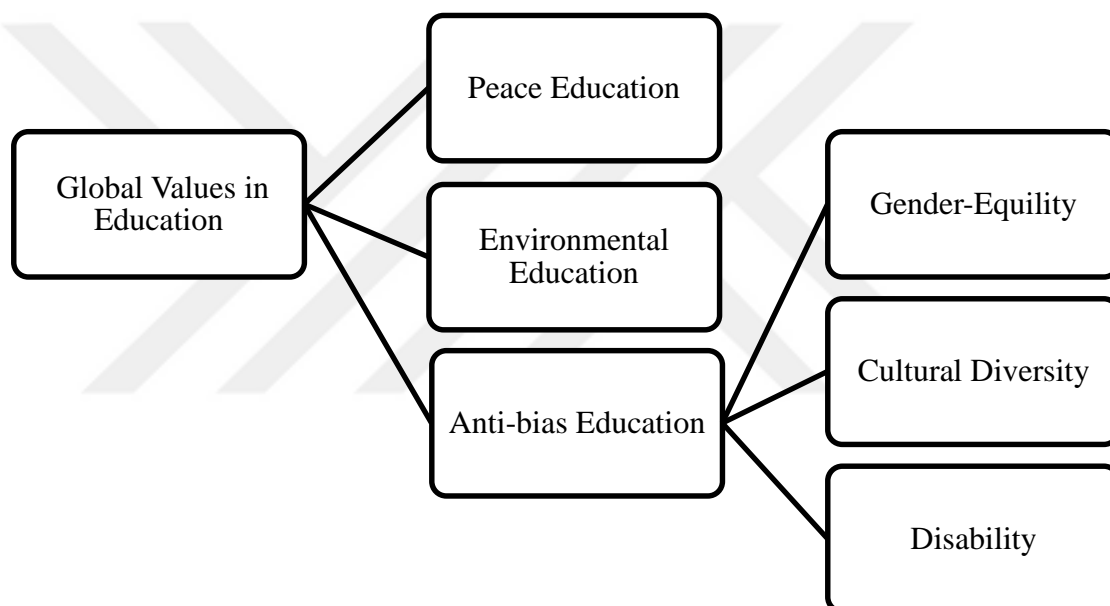 Peace Education
Global Values in
Education
Environmental
Education
Anti-bias Education
Gender-Equility
Cultural Diversity
Disability